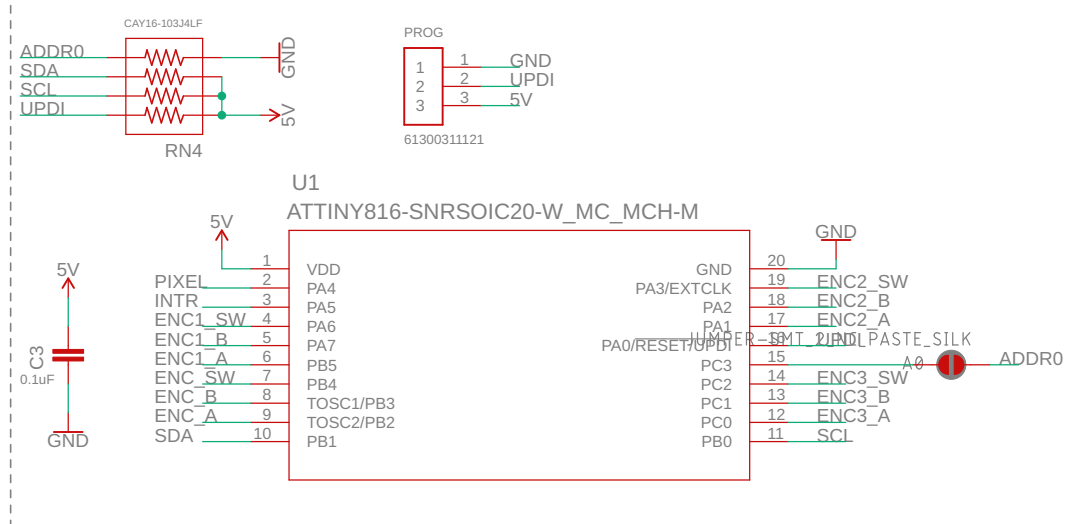 CAY16-103J4LF
ADDR0
SDA
SCL
UPDI
GND
5V
RN4
PROG
1 1 GND
2 2 UPDI
3 3 5V
61300311121
U1
ATTINY816-SNRSOIC20-W_MC_MCH-M
5V
GND
5V
C3
0.1uF
GND
1 VDD
PIXEL 2 PA4
INTR 3 PA5
ENC1_SW 4 PA6
ENC1_B 5 PA7
ENC1_A 6 PB5
ENC_SW 7 PB4
ENC_B 8 TOSC1/PB3
ENC_A 9 TOSC2/PB2
SDA 10 PB1
GND 20
PA3/EXTCLK 19 ENC2_SW
PA2 18 ENC2_B
PA1 17 ENC2_A
PA0/RESET/UPDI 16 UPDI
JUMPER-SMT_2_NO_PASTE_SILK
PC3 15 A0 ADDR0
PC2 14 ENC3_SW
PC1 13 ENC3_B
PC0 12 ENC3_A
PB0 11 SCL